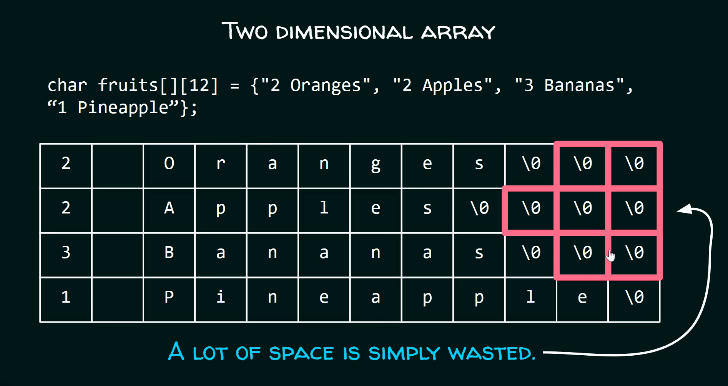 Two dimensional array
char fruits[][12] = {"2 Oranges", "2 Apples", "3 Bananas",
“1 Pineapple”};
2 O r a n g e s \0 \0 \0
2 A p p l e s \0 \0 \0 \0
3 B a n a n a s \0 \0 \0
1 P i n e a p p l e \0
A lot of space is simply wasted.